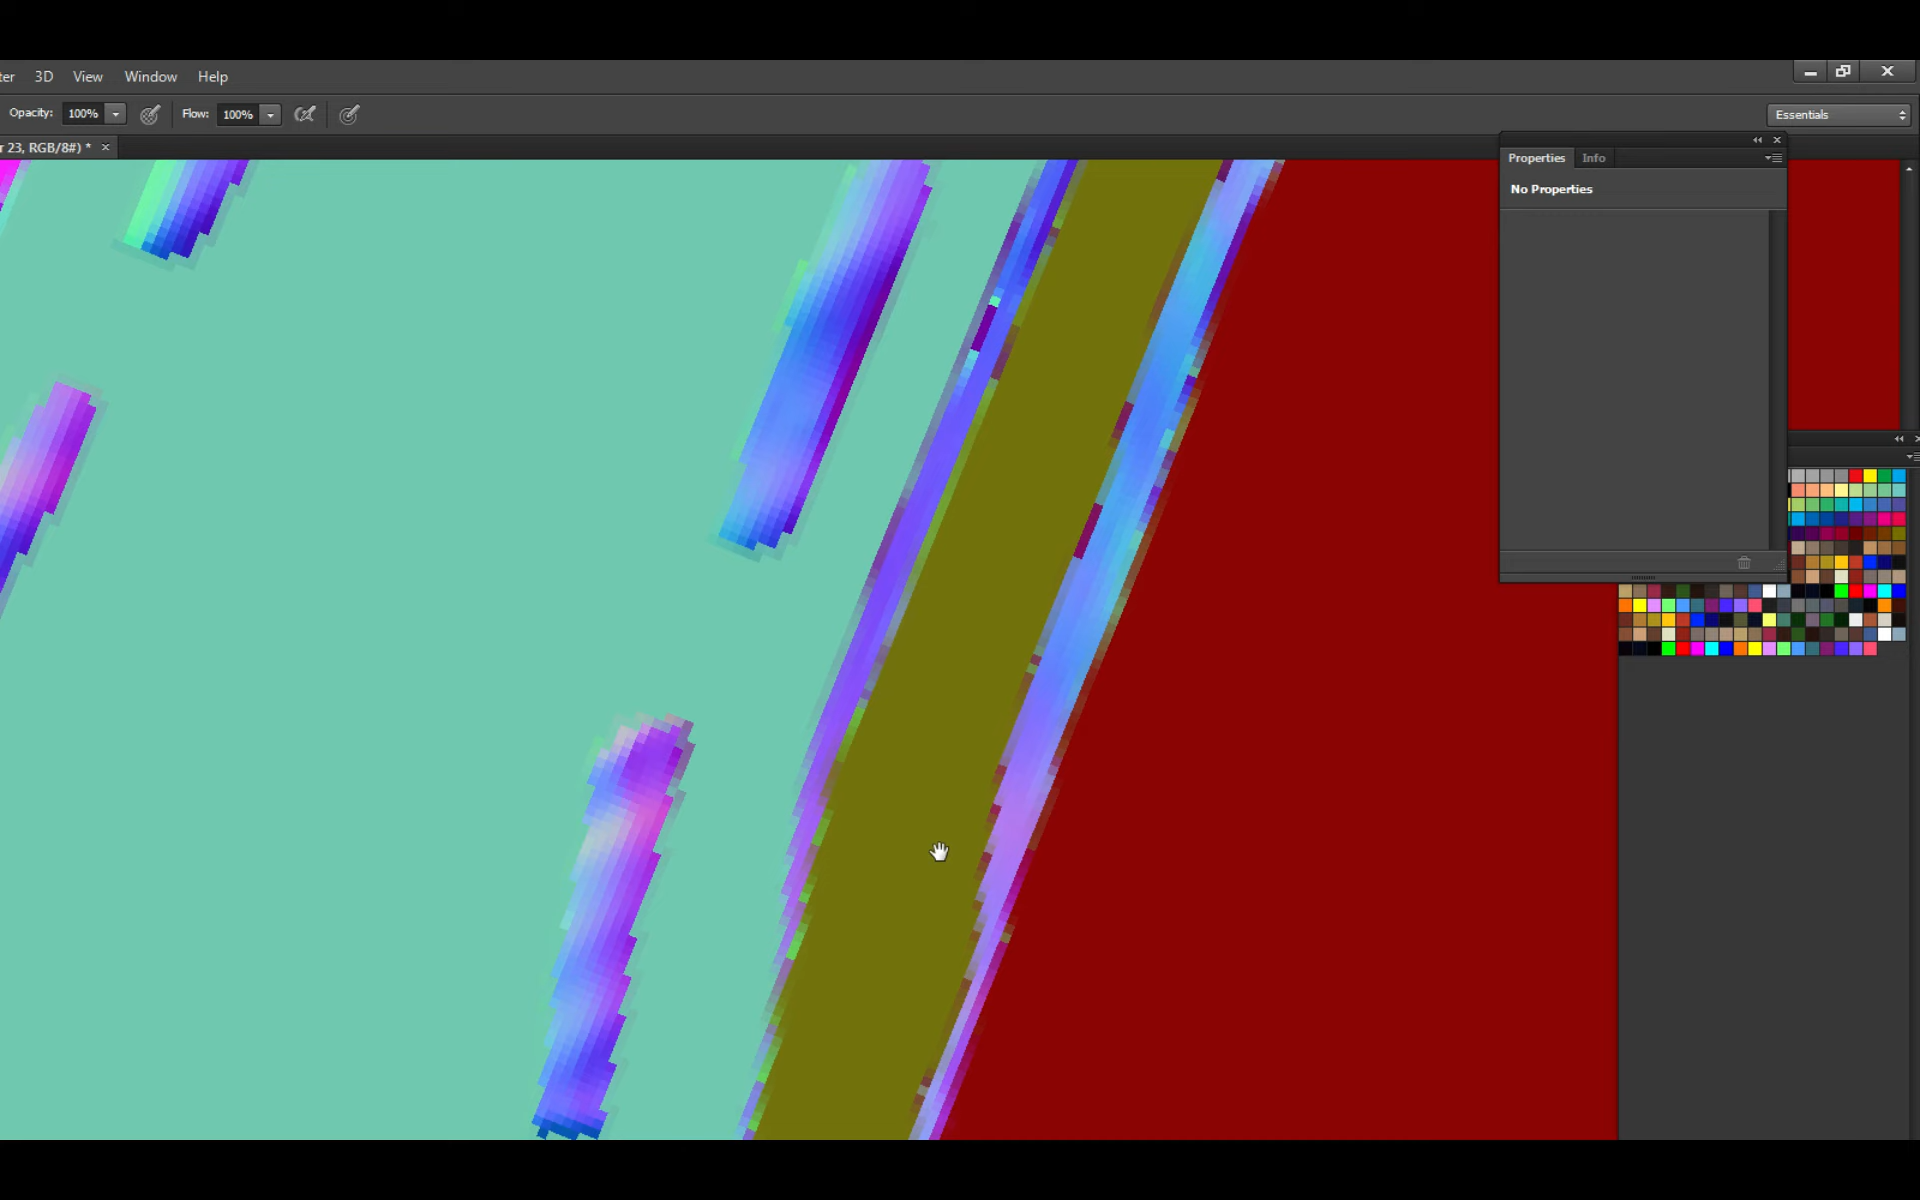 ter 3D View Window Help
Opacity: 100% Flow: 100% Essentials
r 23, RGB/8#) * ×
Properties Info
No Properties